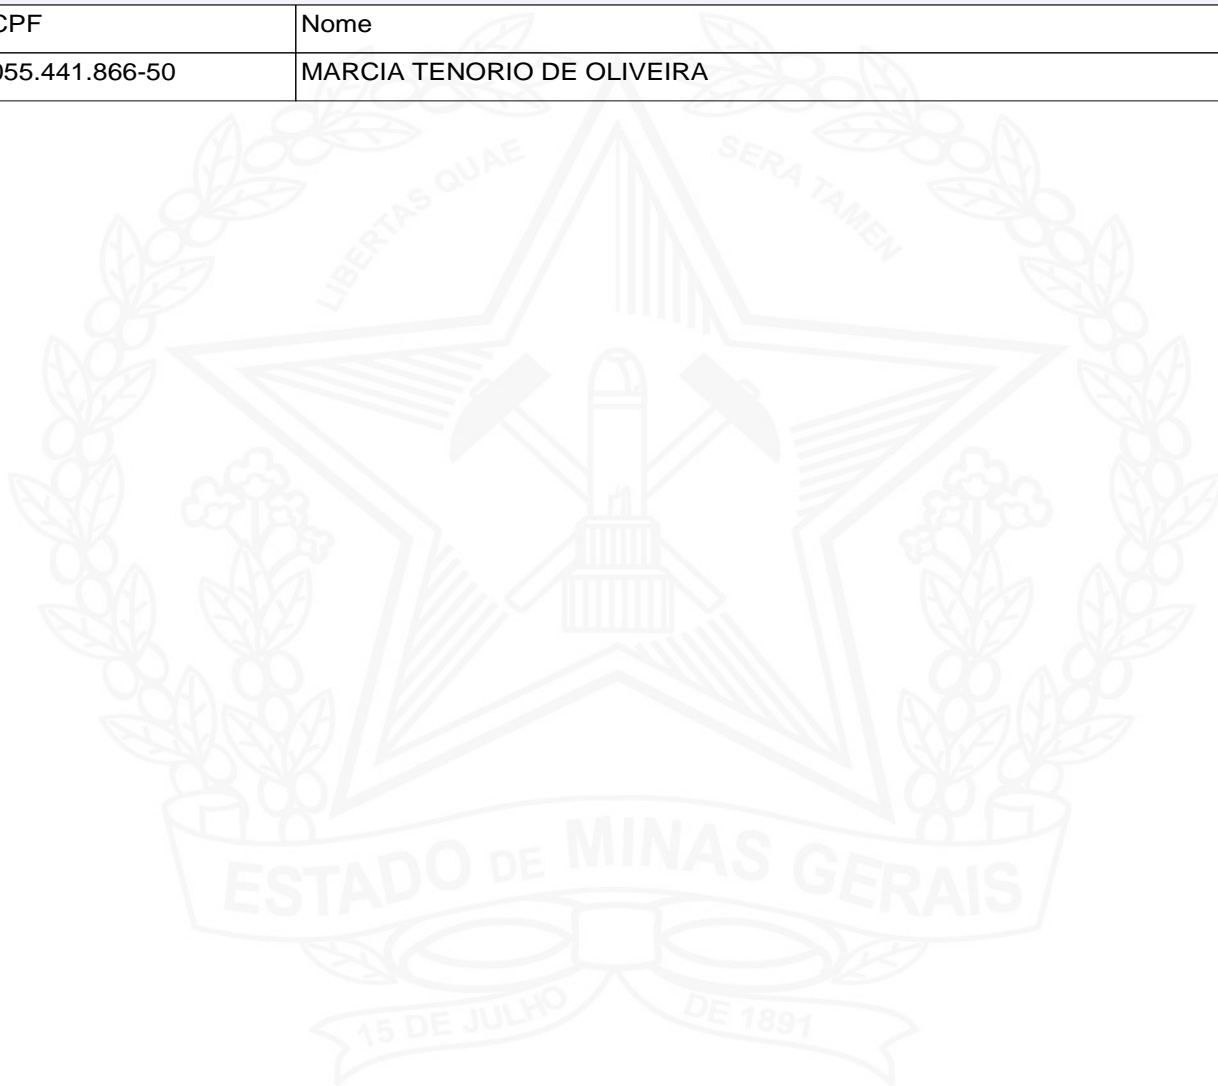 CPF Nome
055.441.866-50 MARCIA TENORIO DE OLIVEIRA
LIBERTAS QUAE SERA TAMEN
ESTADO DE MINAS GERAIS
15 DE JULHO DE 1891